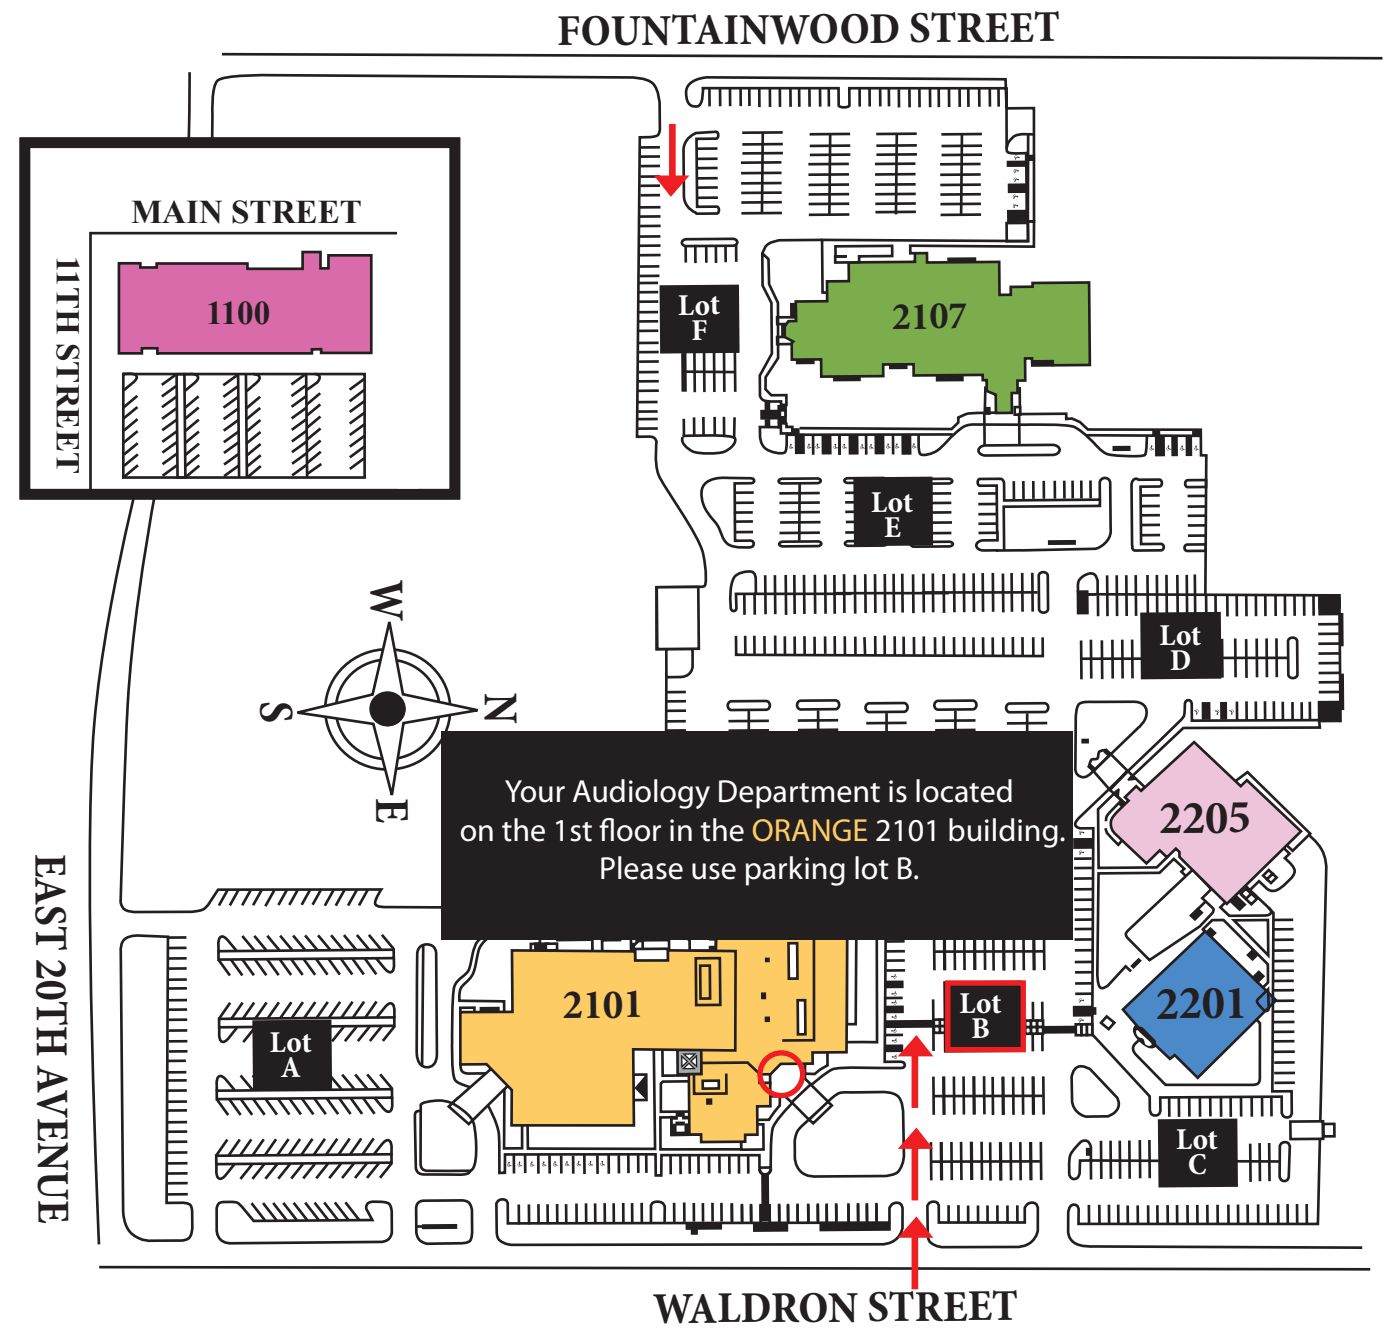 FOUNTAINWOOD STREET
MAIN STREET
11TH STREET
1100
Lot
F
2107
Lot
E
Lot
D
W
S
N
E
Your Audiology Department is located
on the 1st floor in the ORANGE 2101 building.
Please use parking lot B.
2205
EAST 20TH AVENUE
2101
Lot
A
Lot
B
2201
Lot
C
WALDRON STREET